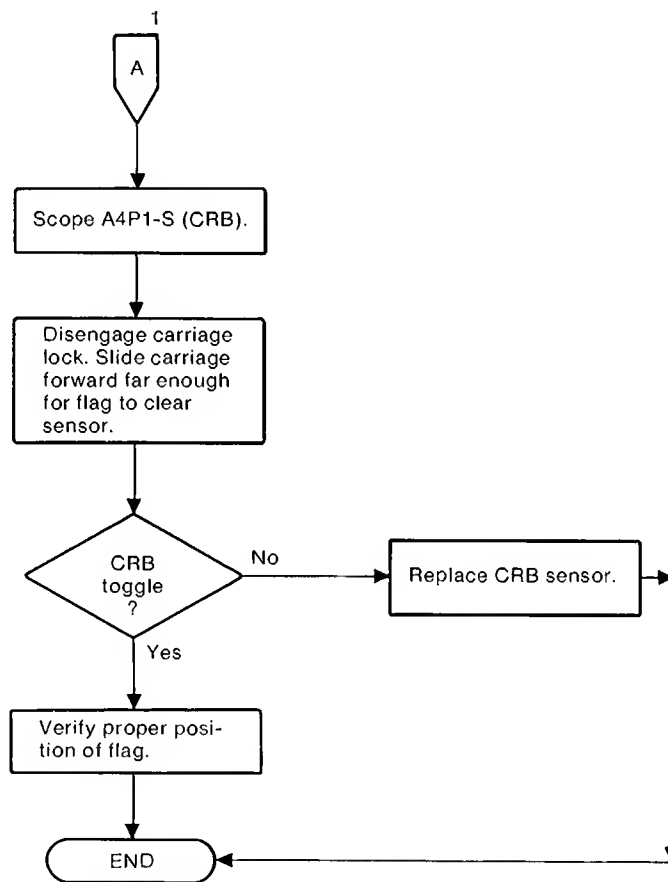 1
A
Scope A4P1-S (CRB).
Disengage carriage
lock. Slide carriage
forward far enough
for flag to clear
sensor.
CRB
toggle
?
No
Replace CRB sensor.
Yes
Verify proper posi-
tion of flag.
END